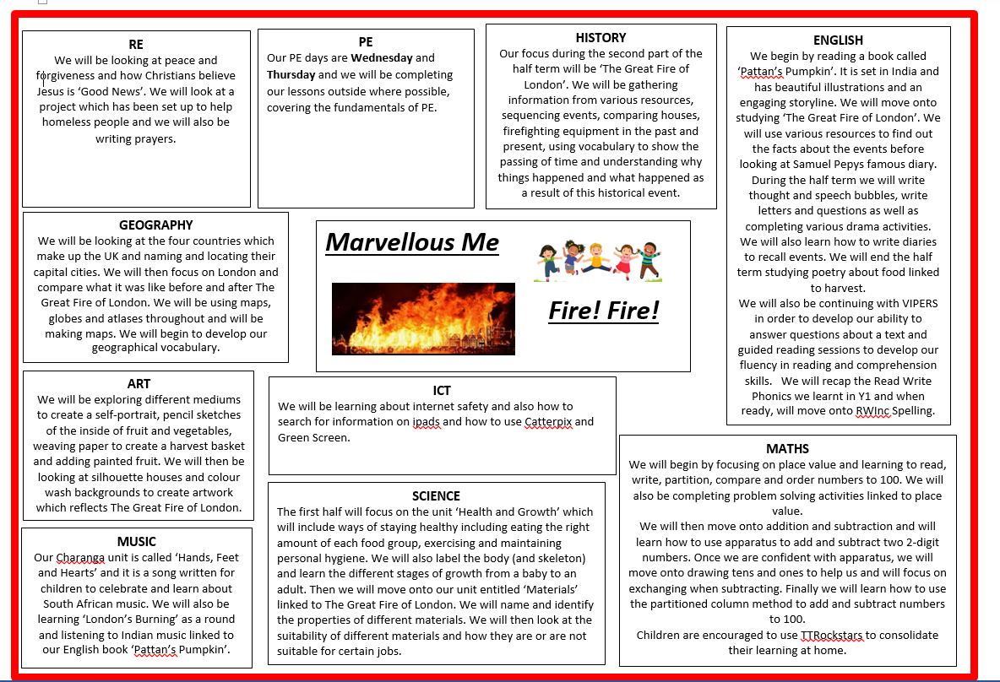 RE
We will be looking at peace and
forgiveness and how Christians believe
Jesus is ‘Good News’. We will look at a
project which has been set up to help
homeless people and we will also be
writing prayers.
PE
Our PE days are Wednesday and
Thursday and we will be completing
our lessons outside where possible,
covering the fundamentals of PE.
HISTORY
Our focus during the second part of the
half term will be ‘The Great Fire of
London’. We will be gathering
information from various resources,
sequencing events, comparing houses,
firefighting equipment in the past and
present, using vocabulary to show the
passing of time and understanding why
things happened and what happened as
a result of this historical event.
ENGLISH
We begin by reading a book called
‘Pattan’s Pumpkin’. It is set in India and
has beautiful illustrations and an
engaging storyline. We will move onto
studying ‘The Great Fire of London’. We
will use various resources to find out
the facts about the events before
looking at Samuel Pepys famous diary.
During the half term we will write
thought and speech bubbles, write
letters and questions as well as
completing various drama activities.
We will also learn how to write diaries
to recall events. We will end the half
term studying poetry about food linked
to harvest.
We will also be continuing with VIPERS
in order to develop our ability to
answer questions about a text and
guided reading sessions to develop our
fluency in reading and comprehension
skills.   We will recap the Read Write
Phonics we learnt in Y1 and when
ready, will move onto RWInc Spelling.
GEOGRAPHY
We will be looking at the four countries which
make up the UK and naming and locating their
capital cities. We will then focus on London and
compare what it was like before and after The
Great Fire of London. We will be using maps,
globes and atlases throughout and will be
making maps. We will begin to develop our
geographical vocabulary.
Marvellous Me
Fire! Fire!
ART
We will be exploring different mediums
to create a self-portrait, pencil sketches
of the inside of fruit and vegetables,
weaving paper to create a harvest basket
and adding painted fruit. We will then be
looking at silhouette houses and colour
wash backgrounds to create artwork
which reflects The Great Fire of London.
ICT
We will be learning about internet safety and also how to
search for information on ipads and how to use Catterpix and
Green Screen.
MATHS
We will begin by focusing on place value and learning to read,
write, partition, compare and order numbers to 100. We will
also be completing problem solving activities linked to place
value.
We will then move onto addition and subtraction and will
learn how to use apparatus to add and subtract two 2-digit
numbers. Once we are confident with apparatus, we will
move onto drawing tens and ones to help us and will focus on
exchanging when subtracting. Finally we will learn how to use
the partitioned column method to add and subtract numbers
to 100.
Children are encouraged to use TTRockstars to consolidate
their learning at home.
SCIENCE
The first half will focus on the unit ‘Health and Growth’ which
will include ways of staying healthy including eating the right
amount of each food group, exercising and maintaining
personal hygiene. We will also label the body (and skeleton)
and learn the different stages of growth from a baby to an
adult. Then we will move onto our unit entitled ‘Materials’
linked to The Great Fire of London. We will name and identify
the properties of different materials. We will then look at the
suitability of different materials and how they are or are not
suitable for certain jobs.
MUSIC
Our Charanga unit is called ‘Hands, Feet
and Hearts’ and it is a song written for
children to celebrate and learn about
South African music. We will also be
learning ‘London’s Burning’ as a round
and listening to Indian music linked to
our English book ‘Pattan’s Pumpkin’.